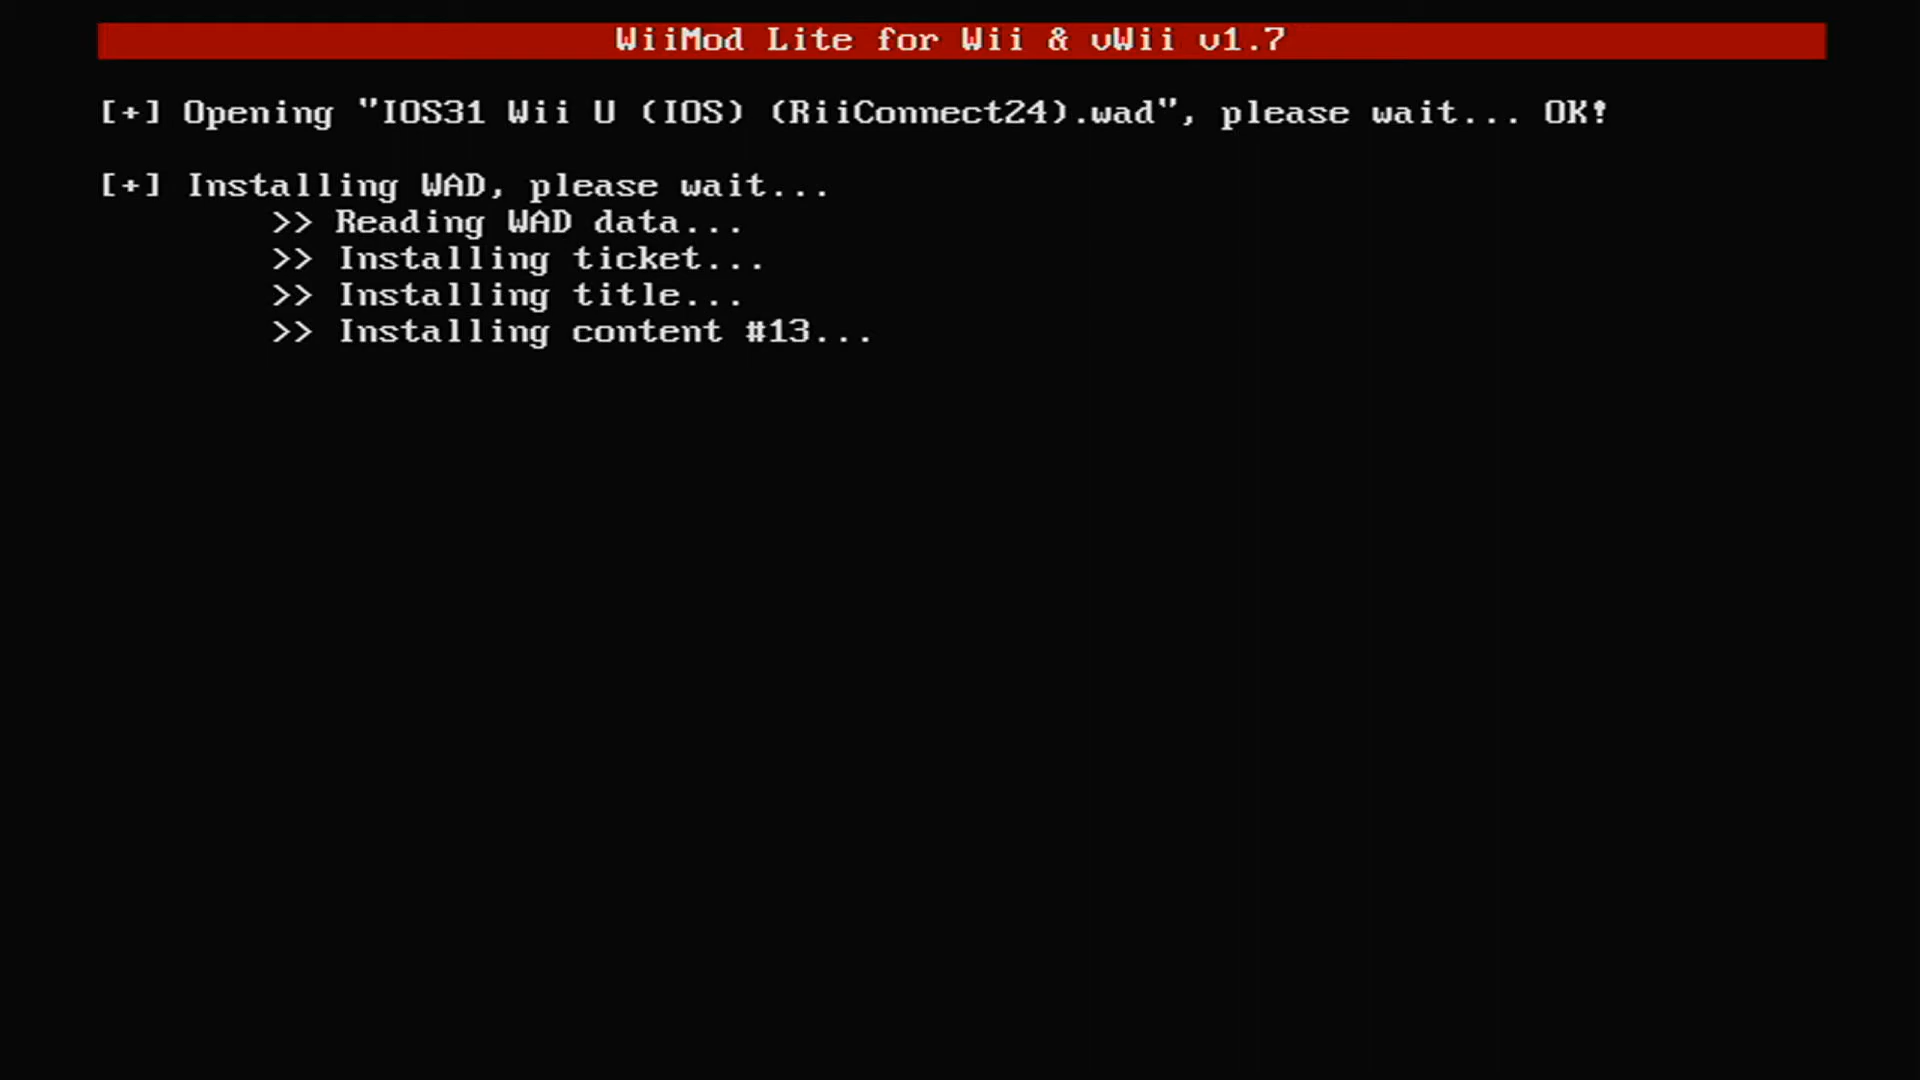 WiiMod Lite for Wii & vWii v1.7
[+] Opening "IOS31 Wii U (IOS) (RiiConnect24).wad", please wait... OK!
[+] Installing WAD, please wait...
>> Reading WAD data...
>> Installing ticket...
>> Installing title...
>> Installing content #13...